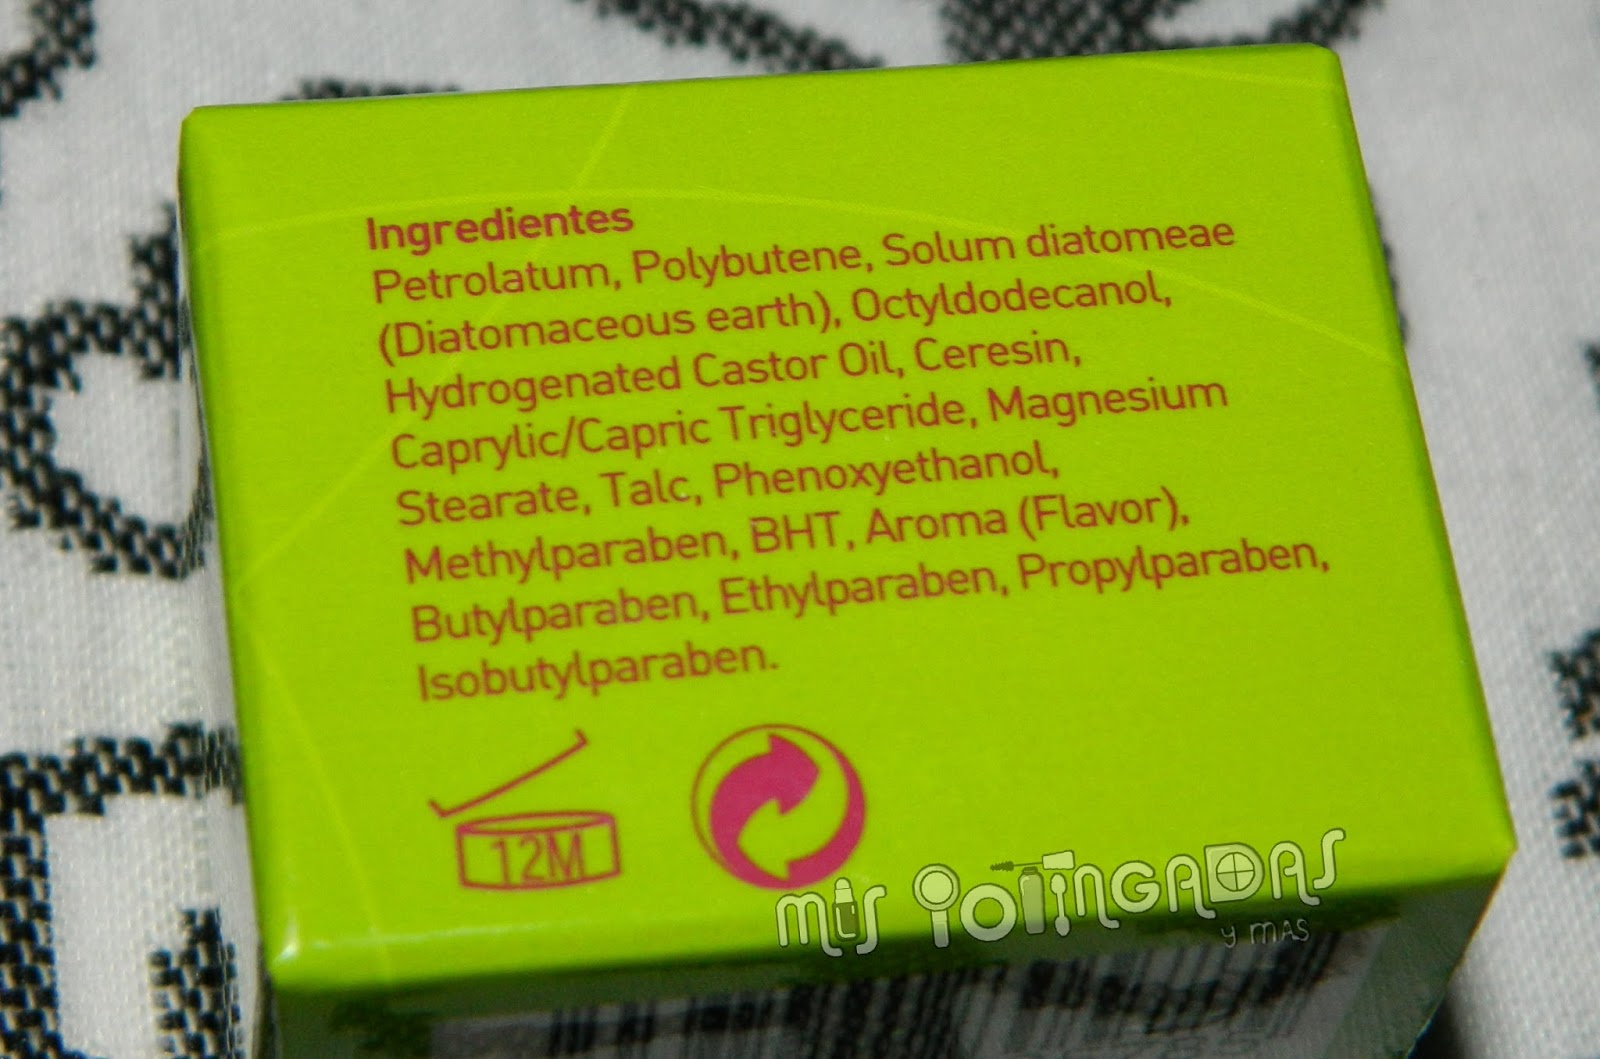 Ingredientes
Petrolatum, Polybutene, Solum diatomeae
(Diatomaceous earth), Octyldodecanol,
Hydrogenated Castor Oil, Ceresin,
Caprylic/Capric Triglyceride, Magnesium
Stearate, Talc, Phenoxyethanol,
Methylparaben, BHT, Aroma (Flavor),
Butylparaben, Ethylparaben, Propylparaben,
Isobutylparaben.
12M
MIS POTINGADAS
y MAS